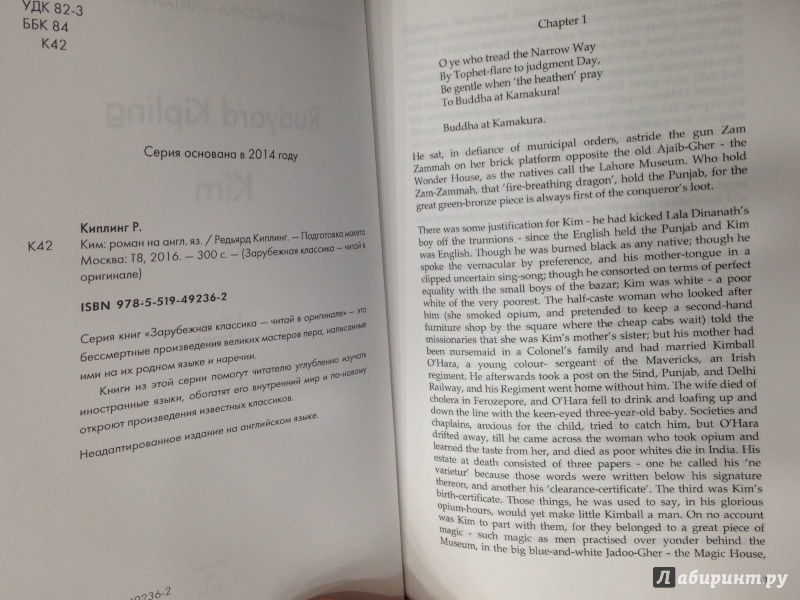 УДК 82-3
ББК 84
К42
Rudyard Kipling
Kim
Серия основана в 2014 году
Киплинг Р.
К42
Ким: роман на англ. яз. / Редьярд Киплинг. — Подготовка макета
Москва: Т8, 2016. — 300 с. — (Зарубежная классика — читай в
оригинале)
ISBN 978-5-519-49236-2
Серия книг «Зарубежная классика — читай в оригинале» — это
бессмертные произведения великих мастеров пера, написанные
ими на их родном языке и наречии.
Книги из этой серии помогут читателю углубленно изучать
иностранные языки, обогатят его внутренний мир и по-новому
откроют произведения известных классиков.
Неадаптированное издание на английском языке.
49236-2
Chapter 1
O ye who tread the Narrow Way
By Tophet-flare to judgment Day,
Be gentle when 'the heathen' pray
To Buddha at Kamakura!
Buddha at Kamakura.
He sat, in defiance of municipal orders, astride the gun Zam
Zammah on her brick platform opposite the old Ajaib-Gher - the
Wonder House, as the natives call the Lahore Museum. Who hold
Zam-Zammah, that 'fire-breathing dragon', hold the Punjab, for the
great green-bronze piece is always first of the conqueror's loot.
There was some justification for Kim - he had kicked Lala Dinanath's
boy off the trunnions - since the English held the Punjab and Kim
was English. Though he was burned black as any native; though he
spoke the vernacular by preference, and his mother-tongue in a
clipped uncertain sing-song; though he consorted on terms of perfect
equality with the small boys of the bazar; Kim was white - a poor
white of the very poorest. The half-caste woman who looked after
him (she smoked opium, and pretended to keep a second-hand
furniture shop by the square where the cheap cabs wait) told the
missionaries that she was Kim's mother's sister; but his mother had
been nursemaid in a Colonel's family and had married Kimball
O'Hara, a young colour- sergeant of the Mavericks, an Irish
regiment. He afterwards took a post on the Sind, Punjab, and Delhi
Railway, and his Regiment went home without him. The wife died of
cholera in Ferozepore, and O'Hara fell to drink and loafing up and
down the line with the keen-eyed three-year-old baby. Societies and
chaplains, anxious for the child, tried to catch him, but O'Hara
drifted away, till he came across the woman who took opium and
learned the taste from her, and died as poor whites die in India. His
estate at death consisted of three papers - one he called his 'ne
varietur' because those words were written below his signature
thereon, and another his 'clearance-certificate'. The third was Kim's
birth-certificate. Those things, he was used to say, in his glorious
opium-hours, would yet make little Kimball a man. On no account
was Kim to part with them, for they belonged to a great piece of
magic - such magic as men practised over yonder behind the
Museum, in the big blue-and-white Jadoo-Gher - the Magic House,
Лабиринт.ру